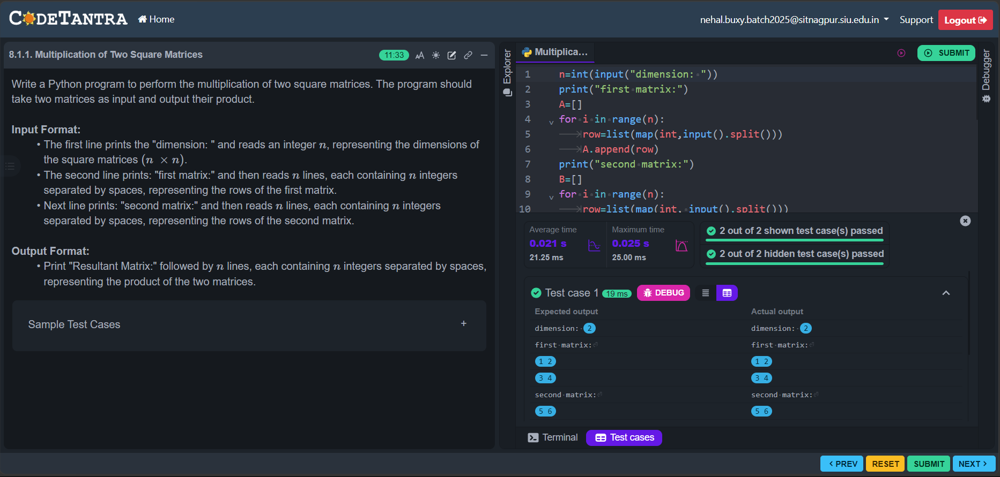 CODETANTRA Home
nehal.buxy.batch2025@sitnagpur.siu.edu.in Support Logout
8.1.1. Multiplication of Two Square Matrices 11:33 AA
Write a Python program to perform the multiplication of two square matrices. The program should
take two matrices as input and output their product.
Input Format:
• The first line prints the "dimension: " and reads an integer n, representing the dimensions of
the square matrices (n × n).
• The second line prints: "first matrix:" and then reads n lines, each containing n integers
separated by spaces, representing the rows of the first matrix.
• Next line prints: "second matrix:" and then reads n lines, each containing n integers
separated by spaces, representing the rows of the second matrix.
Output Format:
• Print "Resultant Matrix:" followed by n lines, each containing n integers separated by spaces,
representing the product of the two matrices.
Sample Test Cases +
Explorer
Multiplica...
SUBMIT
Debugger
1 n=int(input("dimension: "))
2 print("first matrix:")
3 A=[]
4 for i in range(n):
5 row=list(map(int,input().split()))
6 A.append(row)
7 print("second matrix:")
8 B=[]
9 for i in range(n):
10 row=list(map(int, input().split()))
Average time
0.021 s
21.25 ms
Maximum time
0.025 s
25.00 ms
2 out of 2 shown test case(s) passed
2 out of 2 hidden test case(s) passed
Test case 1 19 ms DEBUG
Expected output Actual output
dimension: 2 dimension: 2
first matrix: first matrix:
1 2 1 2
3 4 3 4
second matrix: second matrix:
5 6 5 6
Terminal Test cases
< PREV RESET SUBMIT NEXT >